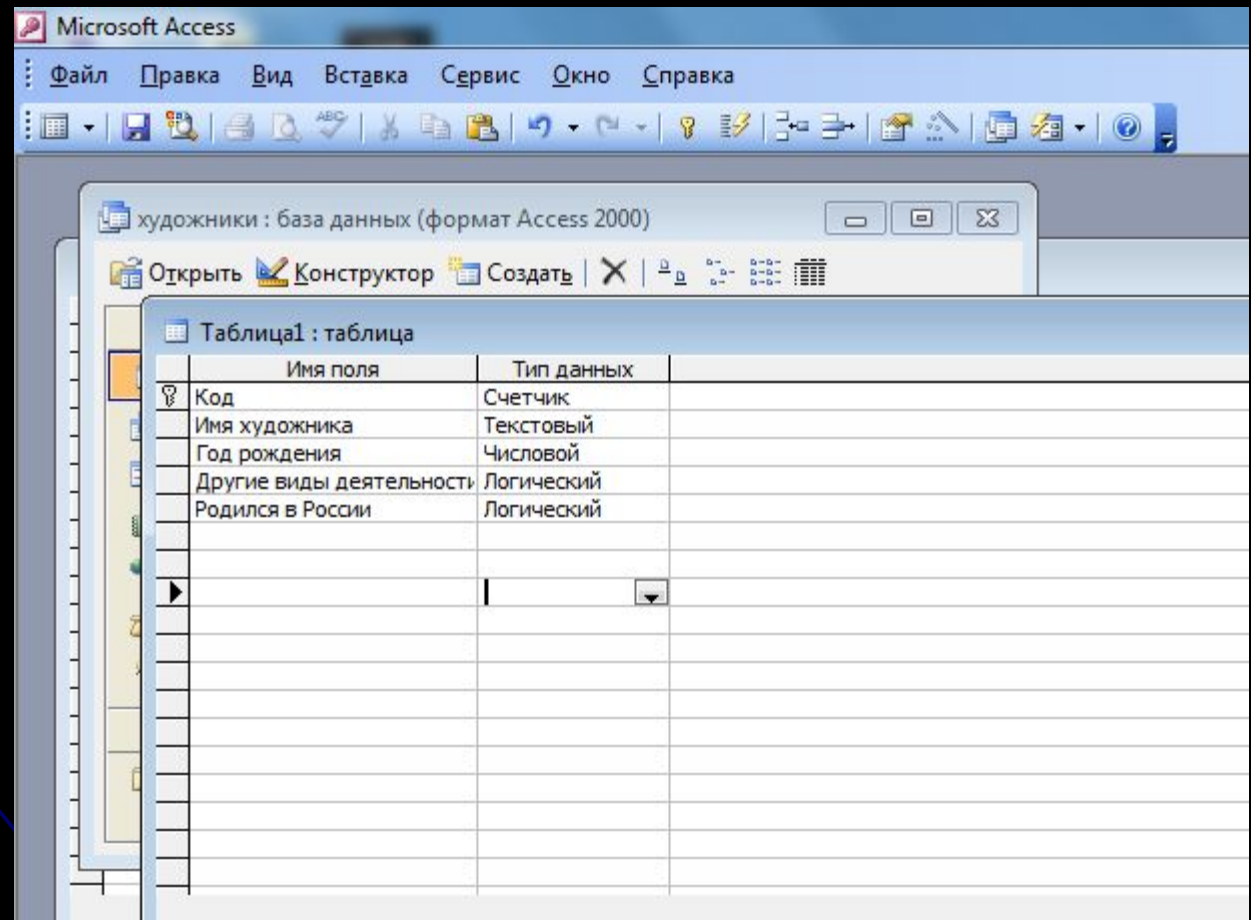 Microsoft Access
Файл Правка Вид Вставка Сервис Окно Справка
ABC
художники : база данных (формат Access 2000)
Открыть Конструктор Создать
Таблица1 : таблица
Имя поля Тип данных
Код Счетчик
Имя художника Текстовый
Год рождения Числовой
Другие виды деятельности Логический
Родился в России Логический